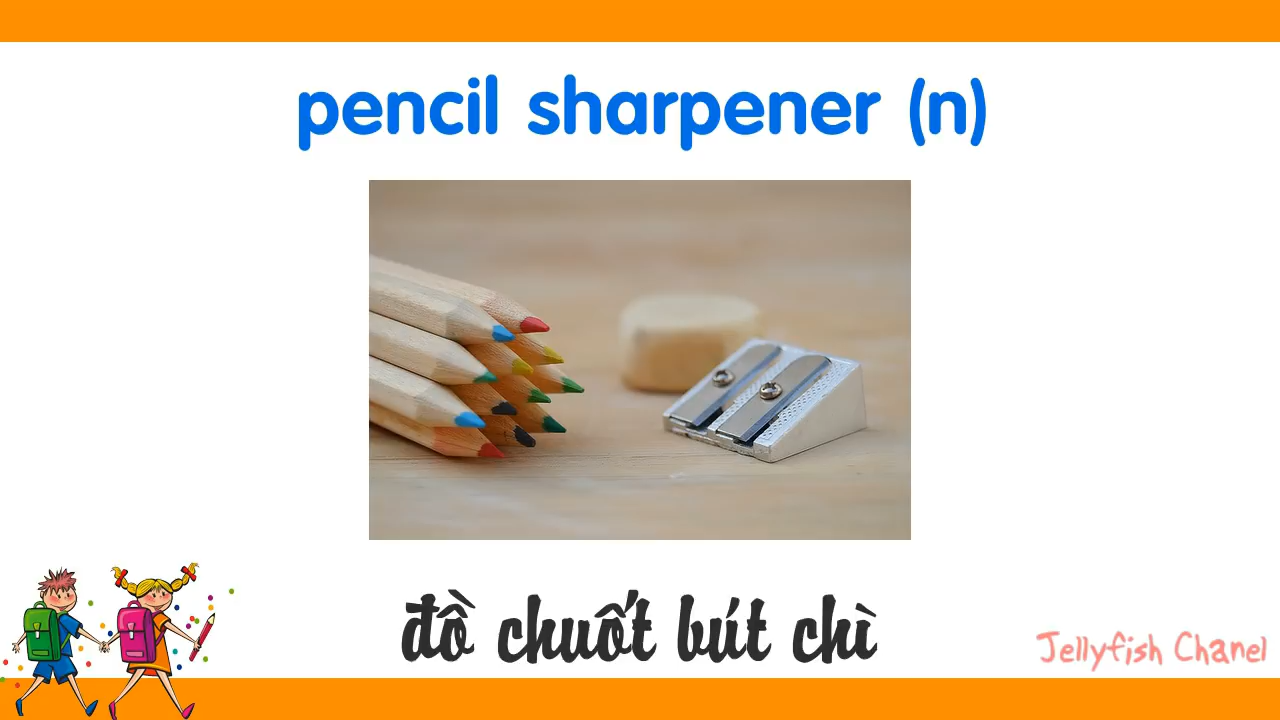 pencil sharpener (n)
đồ chuốt bút chì
Jellyfish Chanel